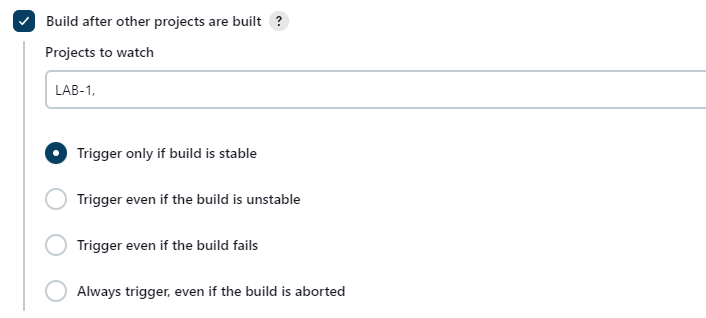 Build after other projects are built ?
Projects to watch
LAB-1,
Trigger only if build is stable
Trigger even if the build is unstable
Trigger even if the build fails
Always trigger, even if the build is aborted